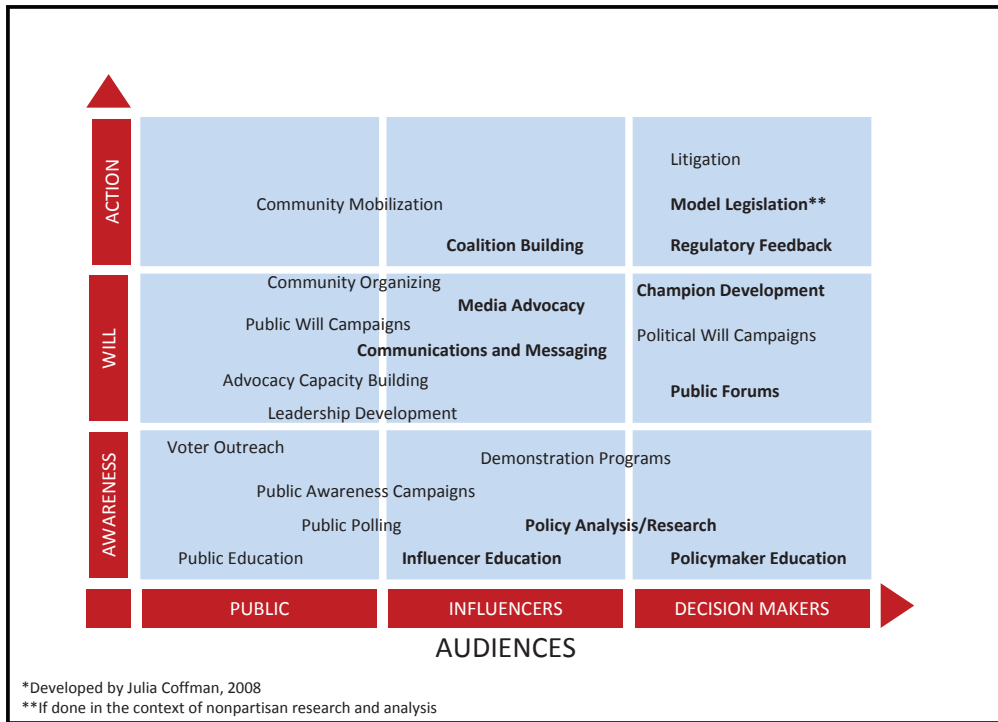 ACTION
Litigation
Community Mobilization
Model Legislation**
Coalition Building
Regulatory Feedback
WILL
Community Organizing
Champion Development
Media Advocacy
Public Will Campaigns
Political Will Campaigns
Communications and Messaging
Advocacy Capacity Building
Public Forums
Leadership Development
AWARENESS
Voter Outreach
Demonstration Programs
Public Awareness Campaigns
Public Polling
Policy Analysis/Research
Public Education
Influencer Education
Policymaker Education
PUBLIC
INFLUENCERS
DECISION MAKERS
AUDIENCES
*Developed by Julia Coffman, 2008
**If done in the context of nonpartisan research and analysis